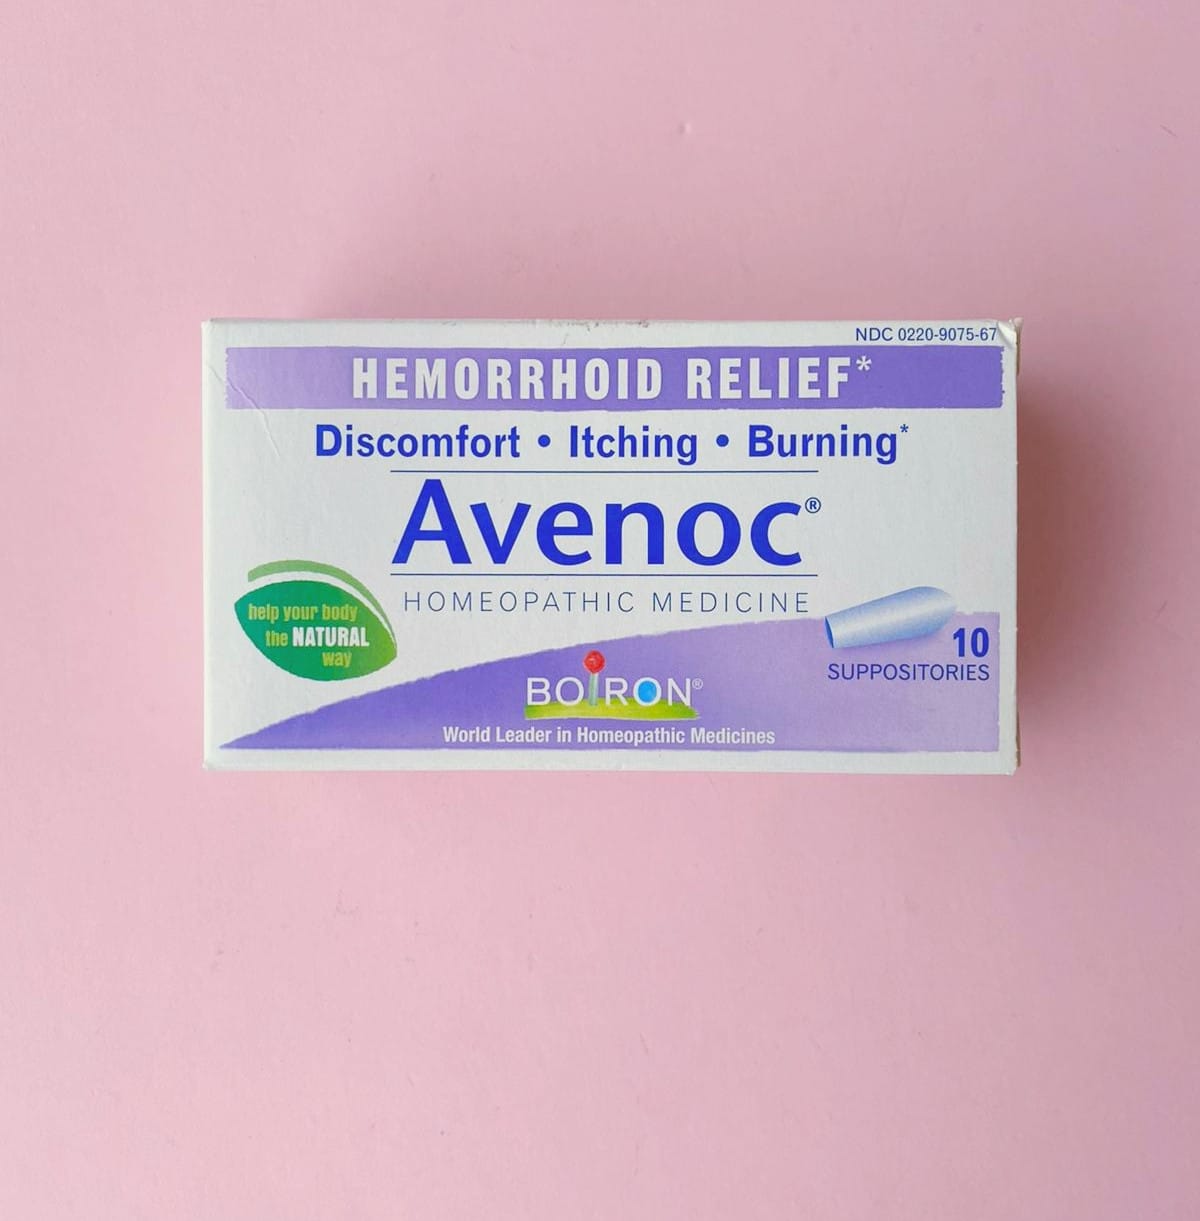 NDC 0220-9075-67
HEMORRHOID RELIEF*
Discomfort • Itching • Burning*
Avenoc®
HOMEOPATHIC MEDICINE
help your body
the NATURAL
way
10
SUPPOSITORIES
BOIRON®
World Leader in Homeopathic Medicines